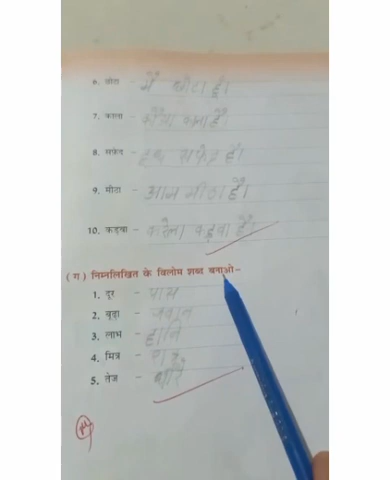 6. छोटा - मैं छोटा हूँ।
7. काला - कौवा काला है।
8. सफेद - दूध सफेद है।
9. मीठा - आम मीठा है।
10. कड़वा - करेला कड़वा है।
(ग.) निम्नलिखित के विलोम शब्द बनाओ-
1. दूर - पास
2. बूढ़ा - जवान
3. लाभ - हानि
4. मित्र - शत्रु
5. तेज - धीरे